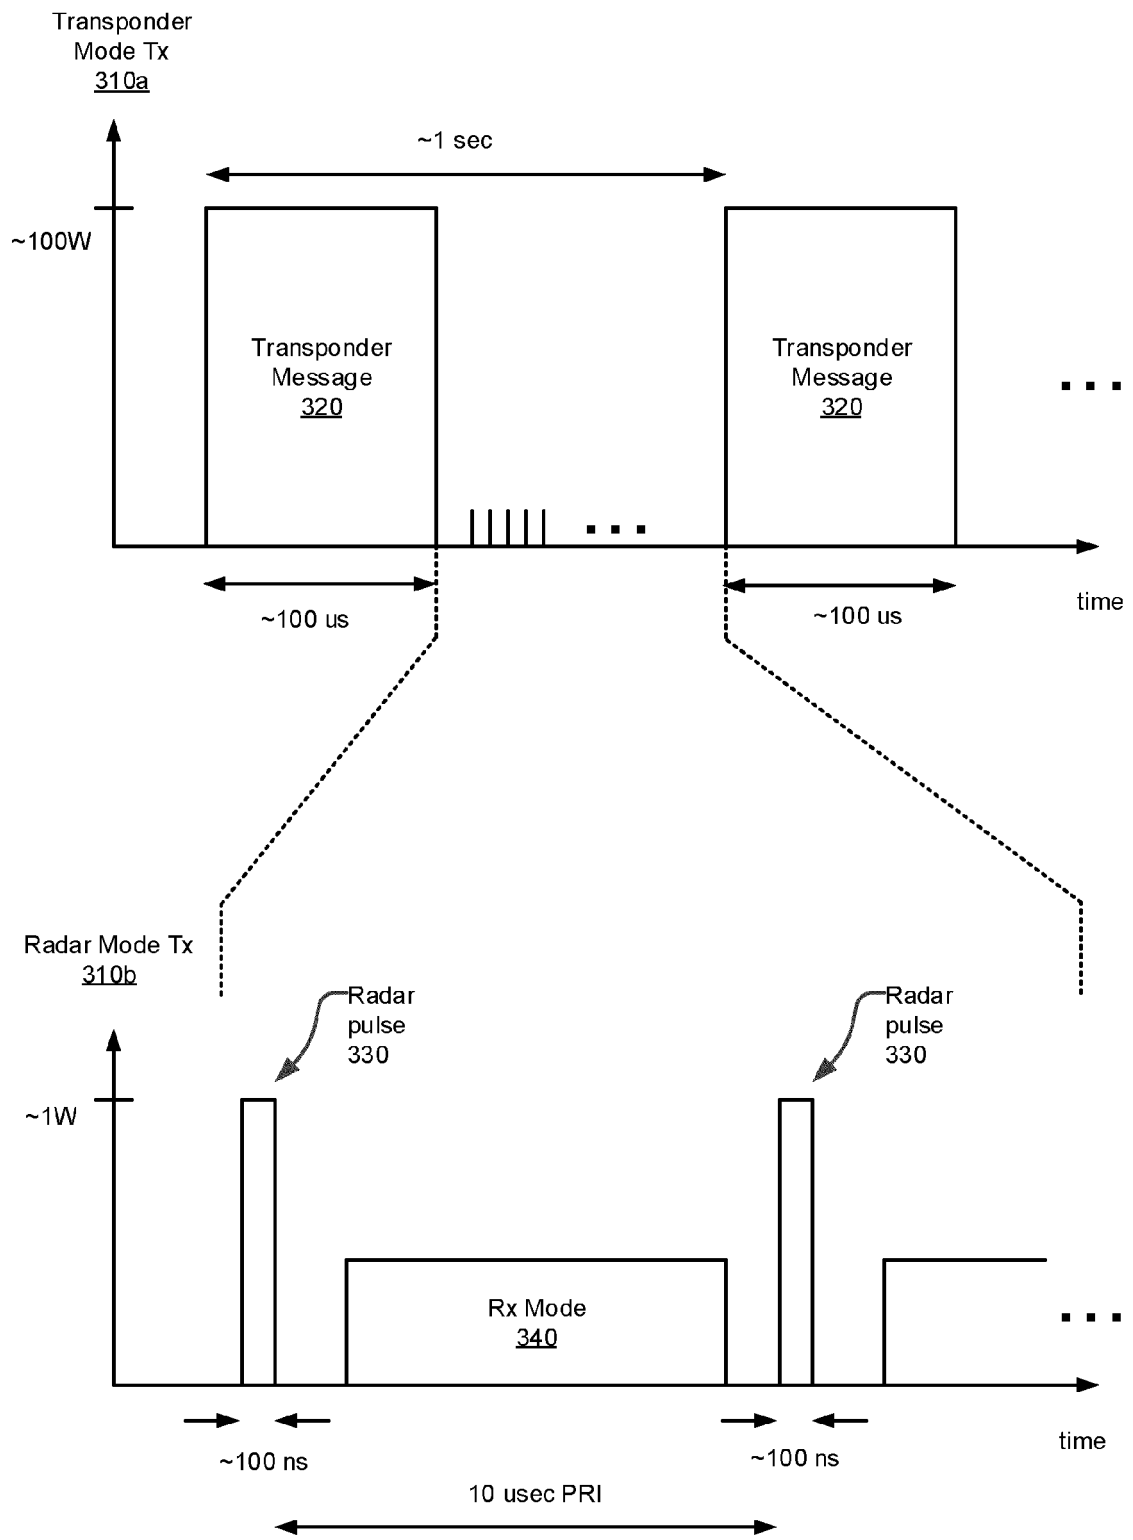 Transponder
Mode Tx
310a
~1 sec
~100W
Transponder
Message
320
Transponder
Message
320
~100 us
~100 us
time
Radar Mode Tx
310b
Radar
pulse
330
Radar
pulse
330
~1W
Rx Mode
340
~100 ns
~100 ns
time
10 usec PRI